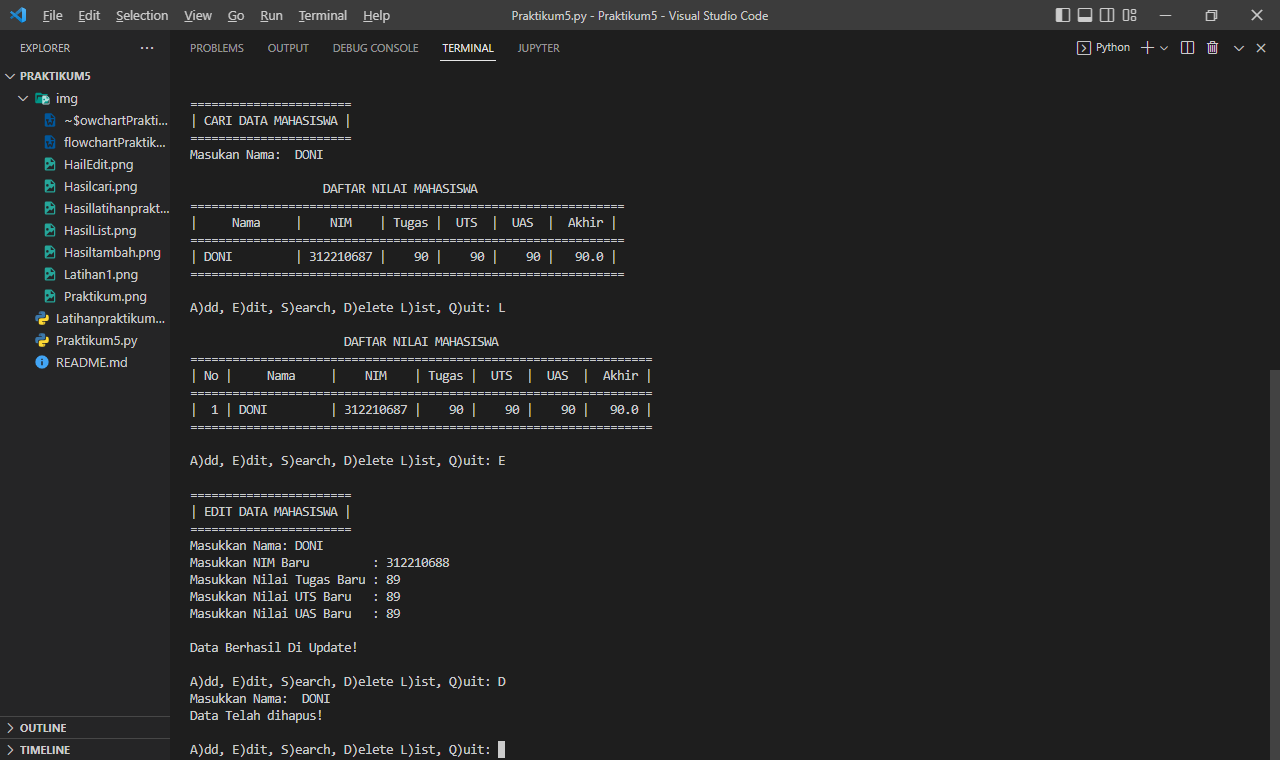 File Edit Selection View Go Run Terminal Help Praktikum5.py - Praktikum5 - Visual Studio Code
EXPLORER ...
PRAKTIKUM5
img
~$owchartPrakti...
flowchartPraktik...
HailEdit.png
Hasilcari.png
Hasillatihanprakt...
HasilList.png
Hasiltambah.png
Latihan1.png
Praktikum.png
Latihanpraktikum...
Praktikum5.py
README.md
OUTLINE
TIMELINE
PROBLEMS OUTPUT DEBUG CONSOLE TERMINAL JUPYTER Python
=======================
| CARI DATA MAHASISWA |
=======================
Masukan Nama:  DONI
DAFTAR NILAI MAHASISWA
==============================================================
|     Nama     |    NIM    | Tugas |  UTS  |  UAS  |  Akhir |
==============================================================
| DONI         | 312210687 |    90 |    90 |    90 |   90.0 |
==============================================================
A)dd, E)dit, S)earch, D)elete L)ist, Q)uit: L
DAFTAR NILAI MAHASISWA
==================================================================
| No |     Nama     |    NIM    | Tugas |  UTS  |  UAS  |  Akhir |
==================================================================
|  1 | DONI         | 312210687 |    90 |    90 |    90 |   90.0 |
==================================================================
A)dd, E)dit, S)earch, D)elete L)ist, Q)uit: E
=======================
| EDIT DATA MAHASISWA |
=======================
Masukkan Nama: DONI
Masukkan NIM Baru         : 312210688
Masukkan Nilai Tugas Baru : 89
Masukkan Nilai UTS Baru   : 89
Masukkan Nilai UAS Baru   : 89
Data Berhasil Di Update!
A)dd, E)dit, S)earch, D)elete L)ist, Q)uit: D
Masukkan Nama:  DONI
Data Telah dihapus!
A)dd, E)dit, S)earch, D)elete L)ist, Q)uit: